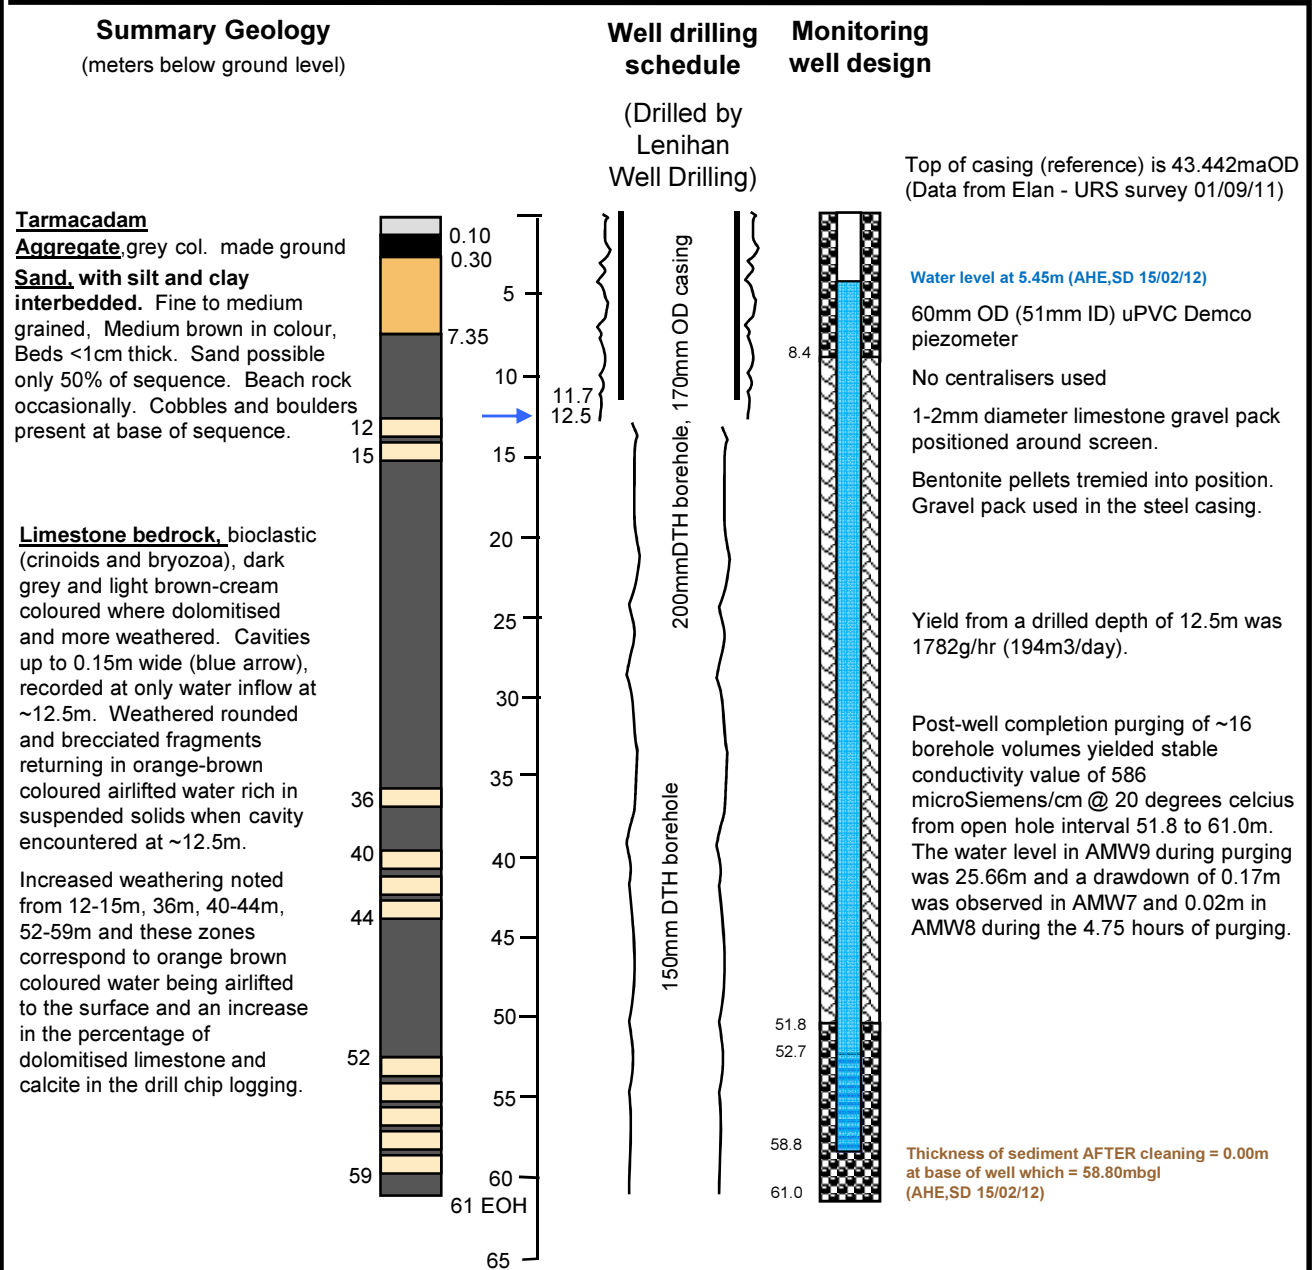 Summary Geology
(meters below ground level)
Well drilling
schedule
(Drilled by
Lenihan
Well Drilling)
Monitoring
well design
Top of casing (reference) is 43.442maOD
(Data from Elan - URS survey 01/09/11)
Tarmacadam
Aggregate,grey col. made ground
Sand, with silt and clay
interbedded. Fine to medium
grained, Medium brown in colour,
Beds <1cm thick. Sand possible
only 50% of sequence. Beach rock
occasionally. Cobbles and boulders
present at base of sequence.
Limestone bedrock, bioclastic
(crinoids and bryozoa), dark
grey and light brown-cream
coloured where dolomitised
and more weathered. Cavities
up to 0.15m wide (blue arrow),
recorded at only water inflow at
~12.5m. Weathered rounded
and brecciated fragments
returning in orange-brown
coloured airlifted water rich in
suspended solids when cavity
encountered at ~12.5m.
Increased weathering noted
from 12-15m, 36m, 40-44m,
52-59m and these zones
correspond to orange brown
coloured water being airlifted
to the surface and an increase
in the percentage of
dolomitised limestone and
calcite in the drill chip logging.
0.10
0.30
7.35
12
15
36
40
44
52
59
61 EOH
5
10
11.7
12.5
15
20
25
30
35
40
45
50
55
60
65
200mmDTH borehole, 170mm OD casing
150mm DTH borehole
8.4
51.8
52.7
58.8
61.0
Water level at 5.45m (AHE,SD 15/02/12)
60mm OD (51mm ID) uPVC Demco
piezometer
No centralisers used
1-2mm diameter limestone gravel pack
positioned around screen.
Bentonite pellets tremied into position.
Gravel pack used in the steel casing.
Yield from a drilled depth of 12.5m was
1782g/hr (194m3/day).
Post-well completion purging of ~16
borehole volumes yielded stable
conductivity value of 586
microSiemens/cm @ 20 degrees celcius
from open hole interval 51.8 to 61.0m.
The water level in AMW9 during purging
was 25.66m and a drawdown of 0.17m
was observed in AMW7 and 0.02m in
AMW8 during the 4.75 hours of purging.
Thickness of sediment AFTER cleaning = 0.00m
at base of well which = 58.80mbgl
(AHE,SD 15/02/12)